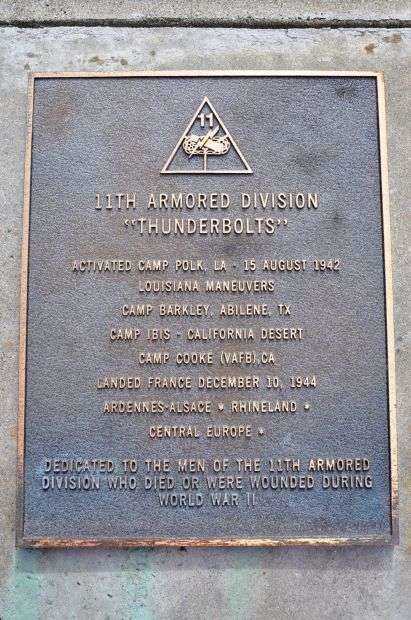 11
11TH ARMORED DIVISION
"THUNDERBOLTS"
ACTIVATED CAMP POLK, LA - 15 AUGUST 1942
LOUISIANA MANEUVERS
CAMP BARKLEY, ABILENE, TX
CAMP IBIS - CALIFORNIA DESERT
CAMP COOKE (VAFB),CA
LANDED FRANCE DECEMBER 10, 1944
ARDENNES-ALSACE * RHINELAND *
CENTRAL EUROPE *
DEDICATED TO THE MEN OF THE 11TH ARMORED
DIVISION WHO DIED OR WERE WOUNDED DURING
WORLD WAR II